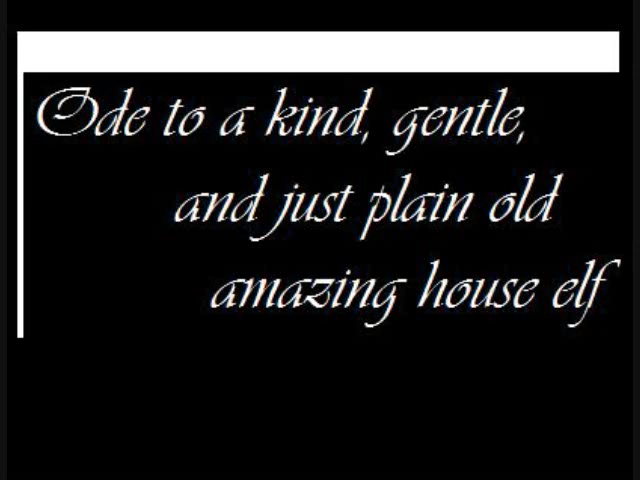 Ode to a kind, gentle,
and just plain old
amazing house elf